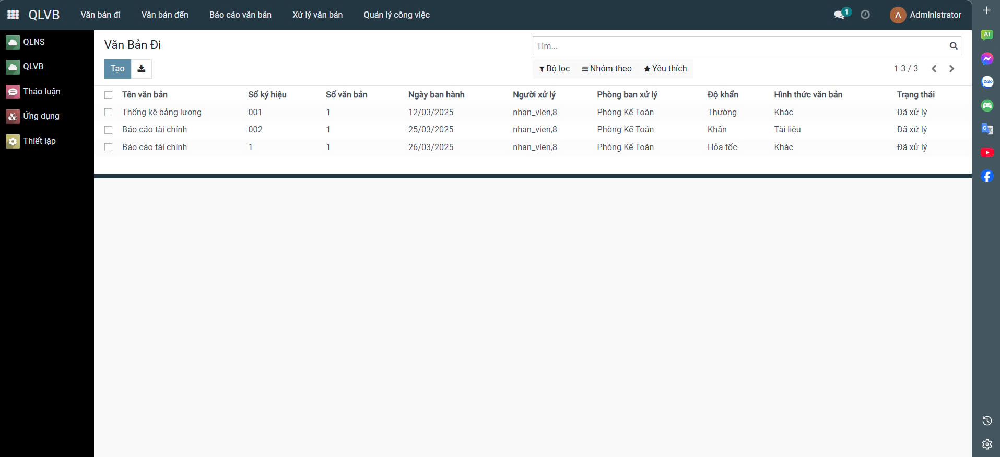 QLVB Văn bản đi Văn bản đến Báo cáo văn bản Xử lý văn bản Quản lý công việc 1 A Administrator
QLNS
QLVB
Thảo luận
Ứng dụng
Thiết lập
Văn Bản Đi
Tìm...
Tạo
Bộ lọc Nhóm theo Yêu thích 1-3 / 3
Tên văn bản Số ký hiệu Số văn bản Ngày ban hành Người xử lý Phòng ban xử lý Độ khẩn Hình thức văn bản Trạng thái
Thống kê bảng lương 001 1 12/03/2025 nhan_vien,8 Phòng Kế Toán Thường Khác Đã xử lý
Báo cáo tài chính 002 1 25/03/2025 nhan_vien,8 Phòng Kế Toán Khẩn Tài liệu Đã xử lý
Báo cáo tài chính 1 1 26/03/2025 nhan_vien,8 Phòng Kế Toán Hỏa tốc Khác Đã xử lý
AI
Zalo
G